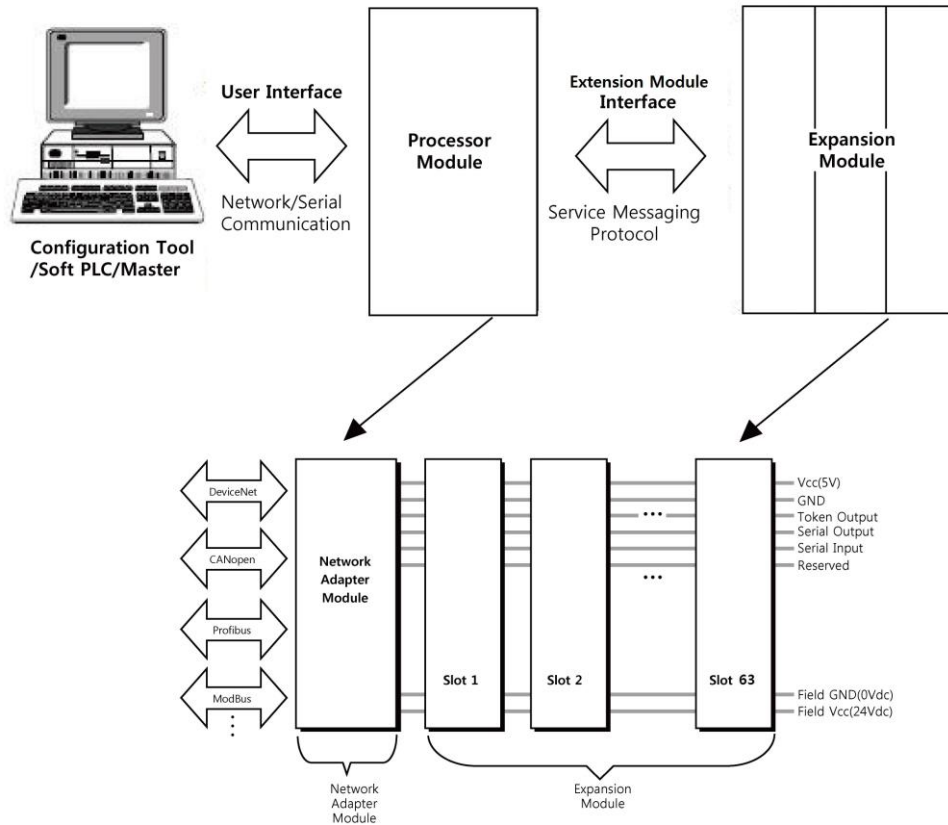 User Interface
Network/Serial
Communication
Configuration Tool
/Soft PLC/Master
Processor
Module
Extension Module
Interface
Service Messaging
Protocol
Expansion
Module
DeviceNet
CANopen
Profibus
ModBus
Network
Adapter
Module
Slot 1
Slot 2
Slot 63
Vcc(5V)
GND
Token Output
Serial Output
Serial Input
Reserved
Field GND(0Vdc)
Field Vcc(24Vdc)
Network
Adapter
Module
Expansion
Module